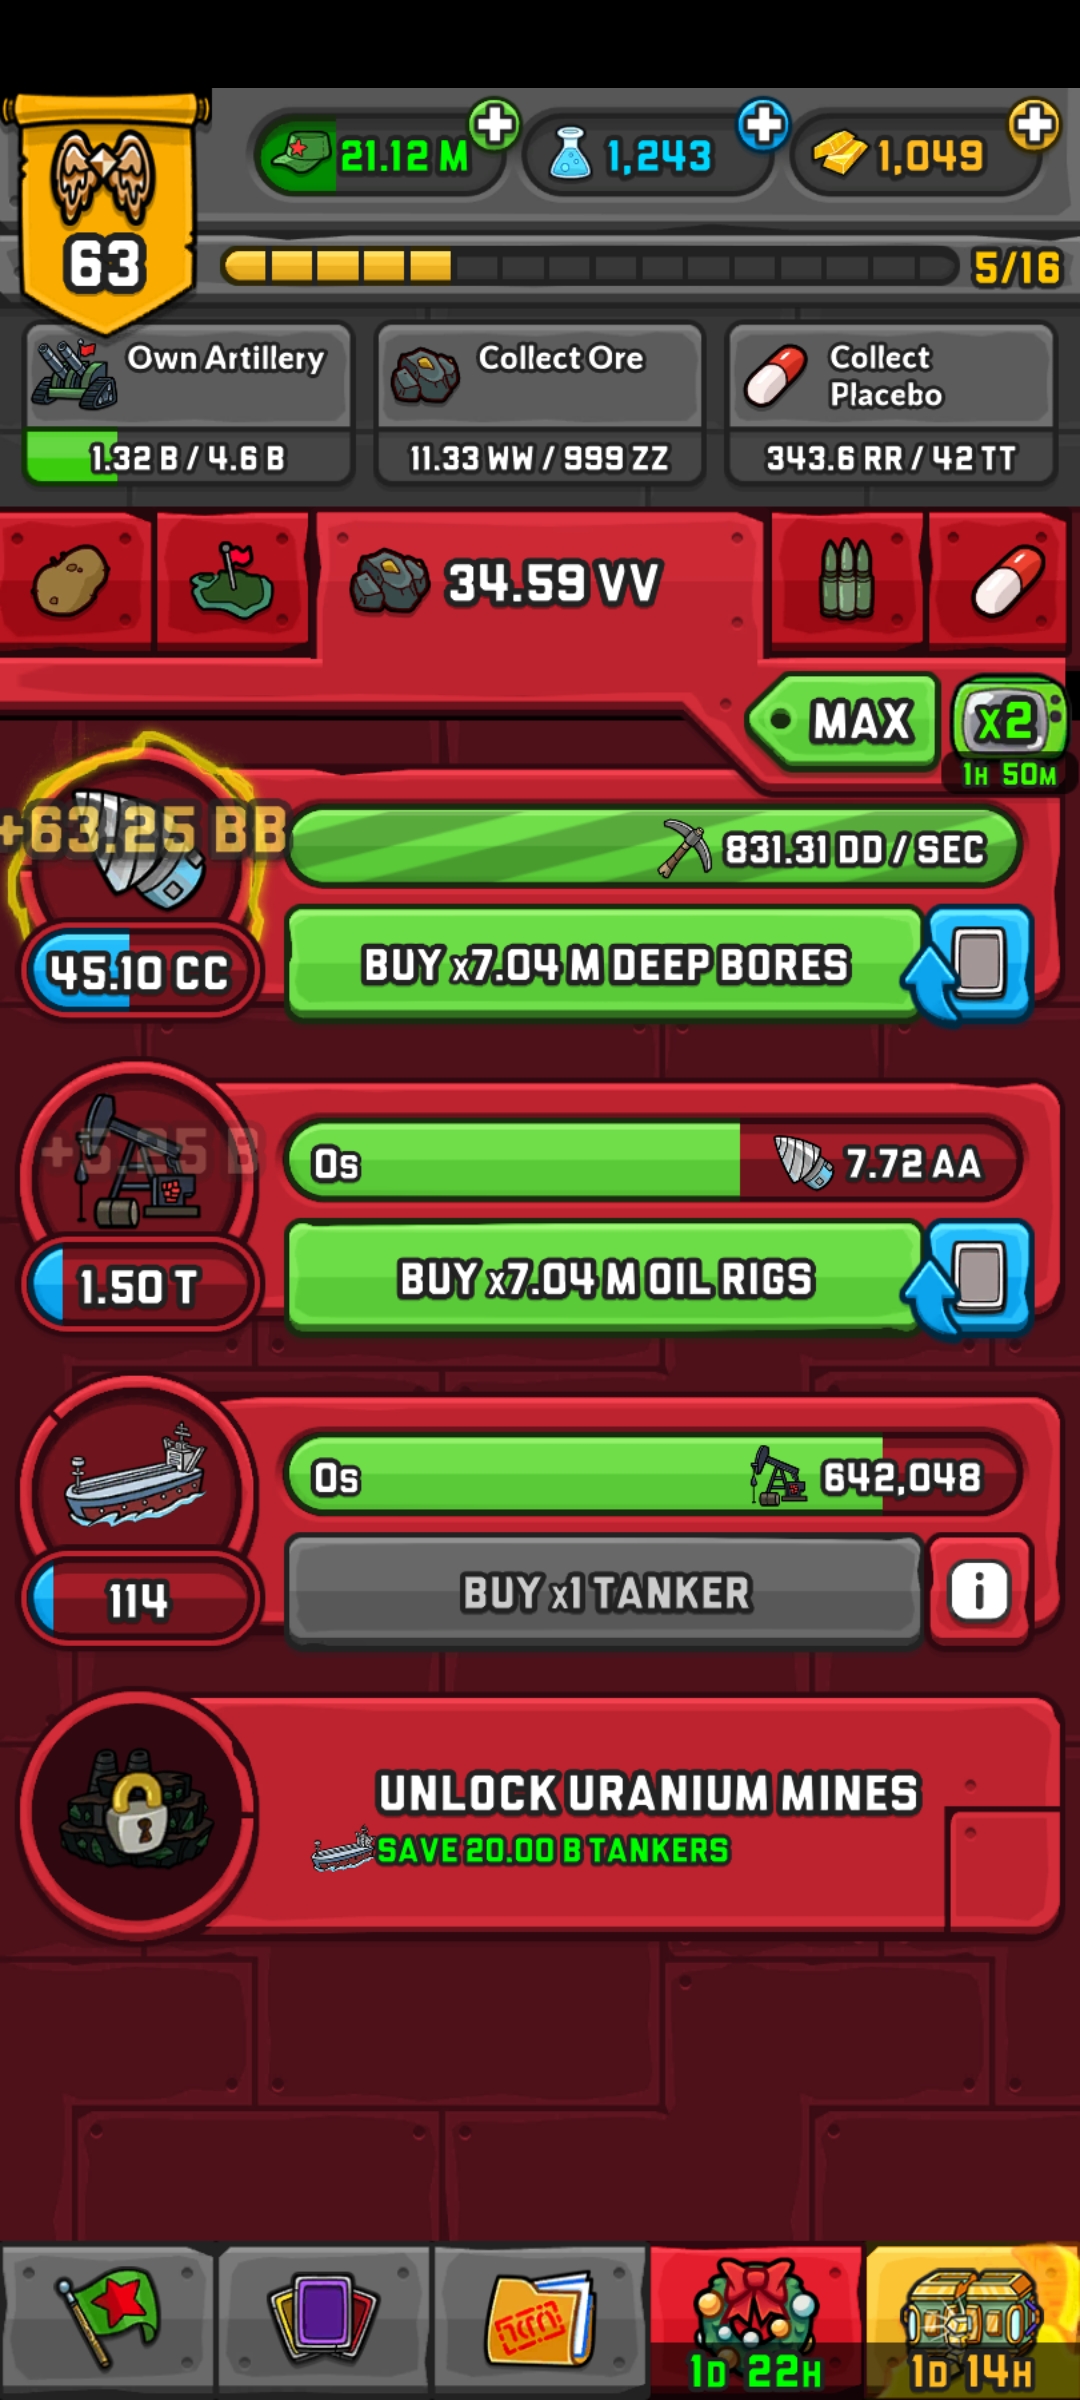 21.12 M
1,243
1,049
63
5/16
Own Artillery
1.32 B / 4.6 B
Collect Ore
11.33 WW / 999 ZZ
Collect
Placebo
343.6 RR / 42 TT
34.59 VV
MAX
x2
1H 50M
+63.25 BB
831.31 DD / SEC
45.10 CC
BUY x7.04 M DEEP BORES
+5.25 B
0s
7.72 AA
1.50 T
BUY x7.04 M OIL RIGS
0s
642,048
114
BUY x1 TANKER
i
UNLOCK URANIUM MINES
SAVE 20.00 B TANKERS
1D 22H
1D 14H